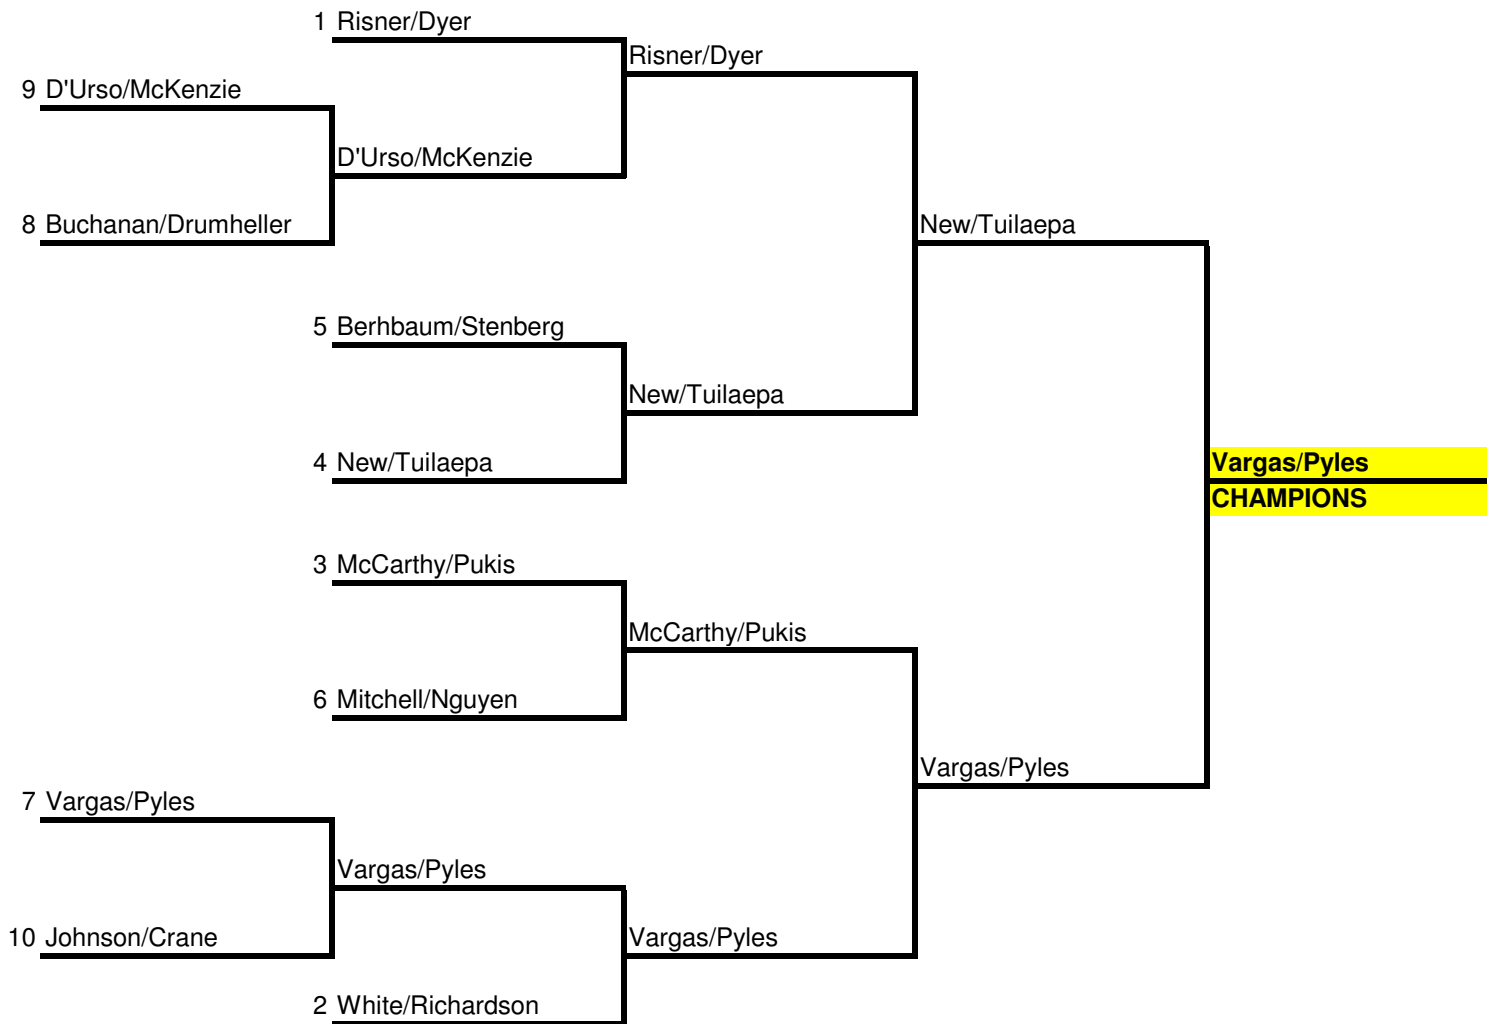 1 Risner/Dyer
Risner/Dyer
9 D'Urso/McKenzie
D'Urso/McKenzie
8 Buchanan/Drumheller
New/Tuilaepa
5 Berhbaum/Stenberg
New/Tuilaepa
4 New/Tuilaepa
Vargas/Pyles
CHAMPIONS
3 McCarthy/Pukis
McCarthy/Pukis
6 Mitchell/Nguyen
Vargas/Pyles
7 Vargas/Pyles
Vargas/Pyles
10 Johnson/Crane
Vargas/Pyles
2 White/Richardson